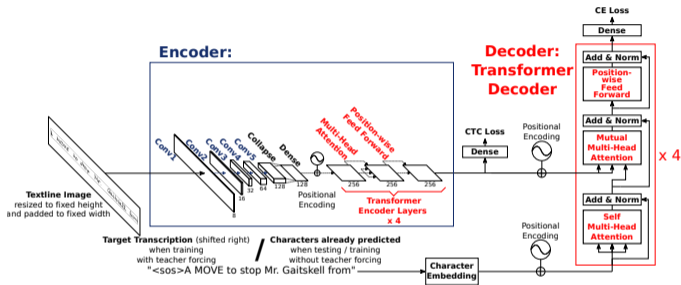 Encoder:
Conv1
Conv2
Conv3
Conv4
Conv5
Collapse
Dense
8
16
32
64
128
128
Positional
Encoding
Multi-Head
Attention
Position-wise
Feed Forward
256
256
256
Transformer
Encoder Layers
x 4
Textline Image
resized to fixed height
and padded to fixed width
CTC Loss
Dense
Positional
Encoding
Decoder:
Transformer
Decoder
CE Loss
Dense
Add & Norm
Position-
wise
Feed
Forward
Add & Norm
Mutual
Multi-Head
Attention
Add & Norm
Self
Multi-Head
Attention
x 4
Positional
Encoding
Target Transcription (shifted right)
when training
with teacher forcing
/
Characters already predicted
when testing / training
without teacher forcing
"<sos>A MOVE to stop Mr. Gaitskell from"
Character
Embedding